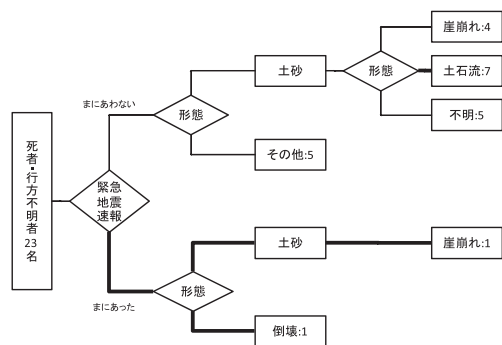 死者・行方不明者 23名
緊急
地震
速報
まにあわない
形態
土砂
形態
崖崩れ:4
土石流:7
不明:5
その他:5
まにあった
形態
土砂
崖崩れ:1
倒壊:1